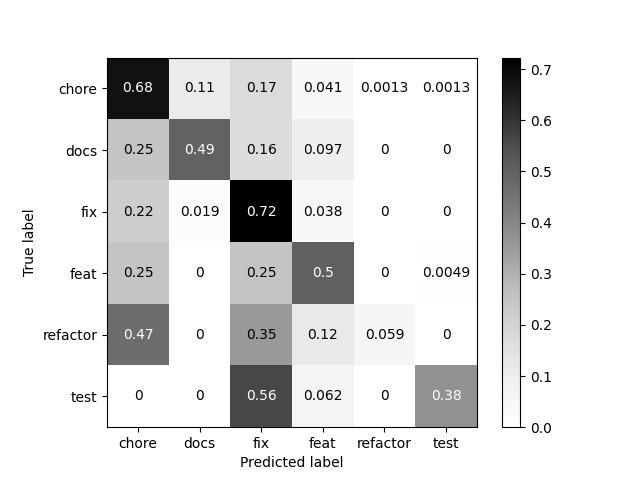 chore 0.68 0.11 0.17 0.041 0.0013 0.0013
docs 0.25 0.49 0.16 0.097 0 0
fix 0.22 0.019 0.72 0.038 0 0
feat 0.25 0 0.25 0.5 0 0.0049
refactor 0.47 0 0.35 0.12 0.059 0
test 0 0 0.56 0.062 0 0.38
chore docs fix feat refactor test
Predicted label
True label
0.7
0.6
0.5
0.4
0.3
0.2
0.1
0.0